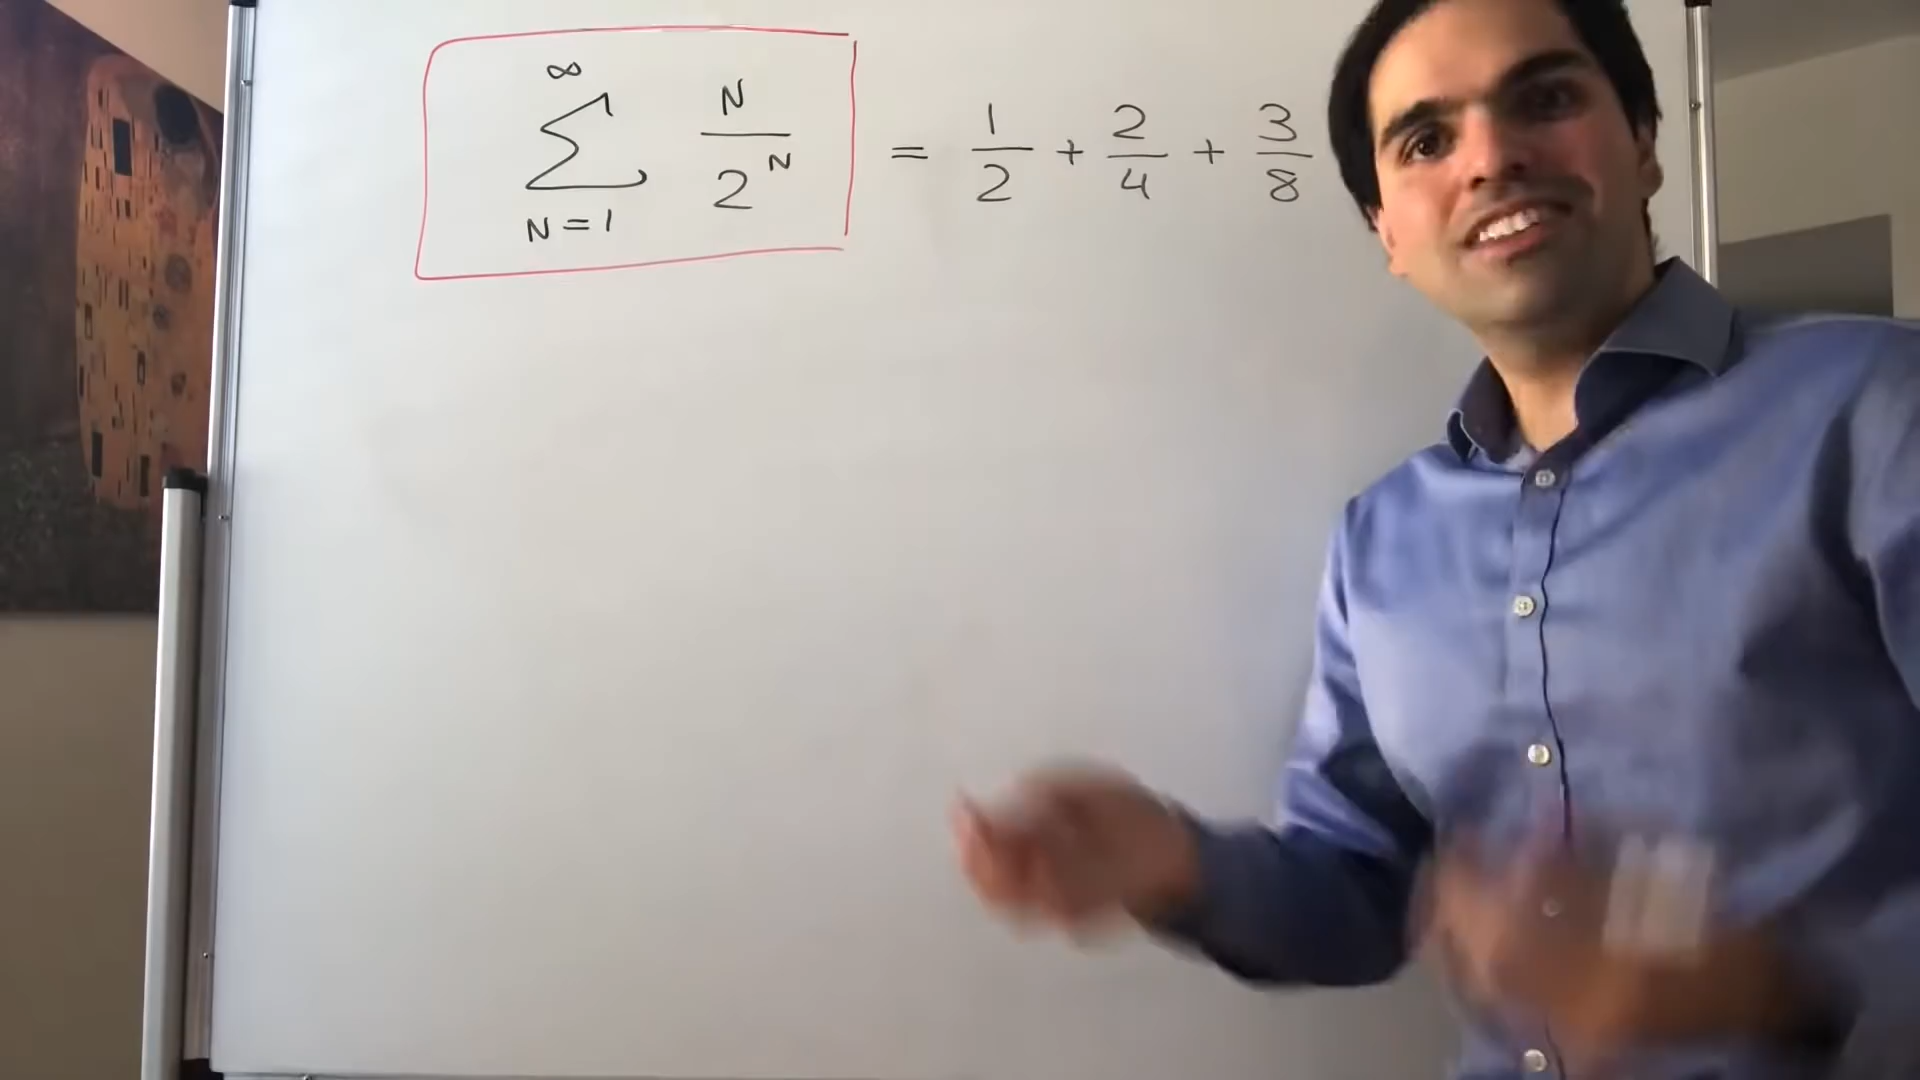 ∞
∑ N/2^N = 1/2 + 2/4 + 3/8
N=1